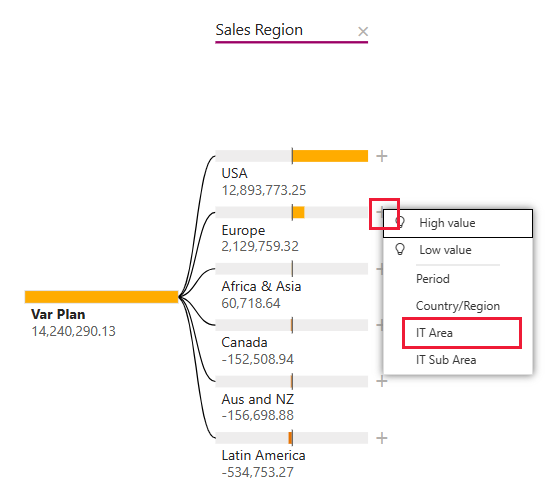 Sales Region
USA
12,893,773.25
Europe
2,129,759.32
High value
Low value
Period
Country/Region
IT Area
IT Sub Area
Africa & Asia
60,718.64
Var Plan
14,240,290.13
Canada
-152,508.94
Aus and NZ
-156,698.88
Latin America
-534,753.27